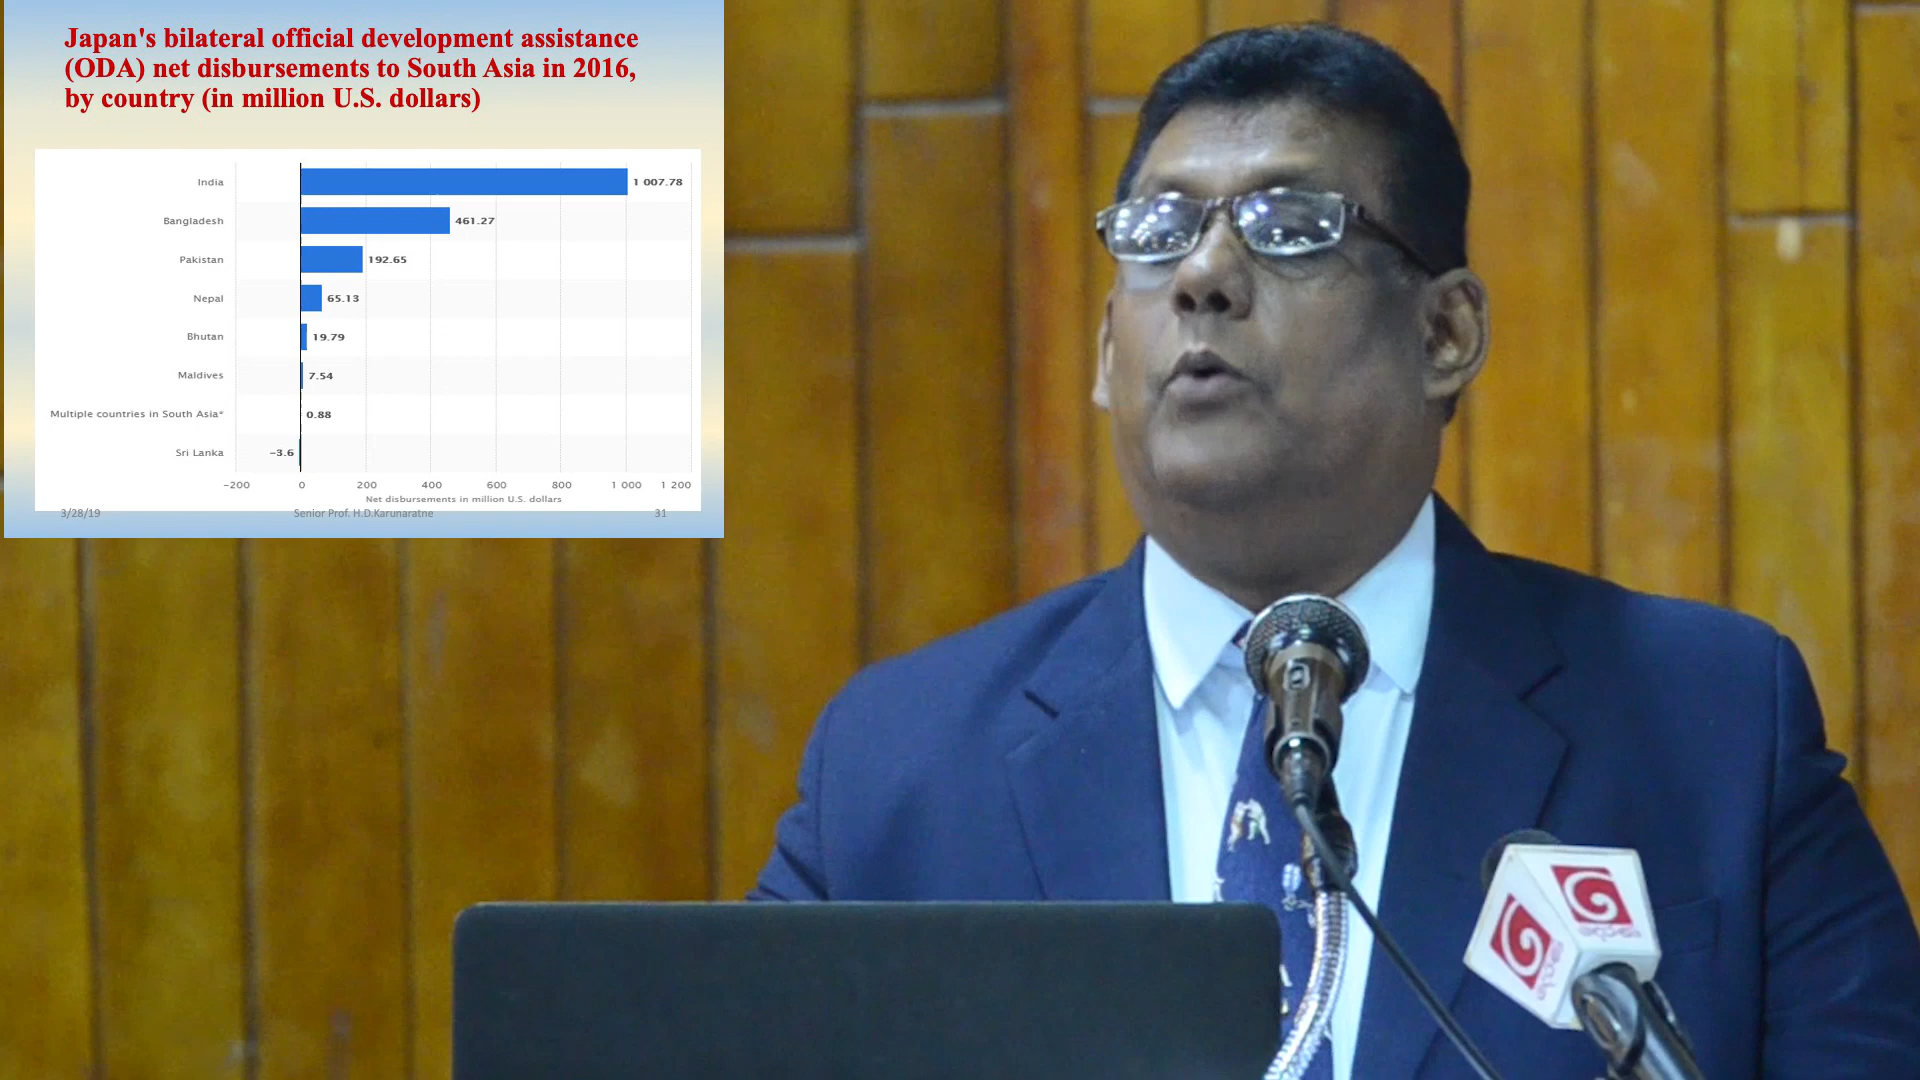 Japan's bilateral official development assistance
(ODA) net disbursements to South Asia in 2016,
by country (in million U.S. dollars)
India 1 007.78
Bangladesh 461.27
Pakistan 192.65
Nepal 65.13
Bhutan 19.79
Maldives 7.54
Multiple countries in South Asia* 0.88
Sri Lanka −3.6
−200 0 200 400 600 800 1 000 1 200
Net disbursements in million U.S. dollars
3/28/19 Senior Prof. H.D.Karunaratne 31